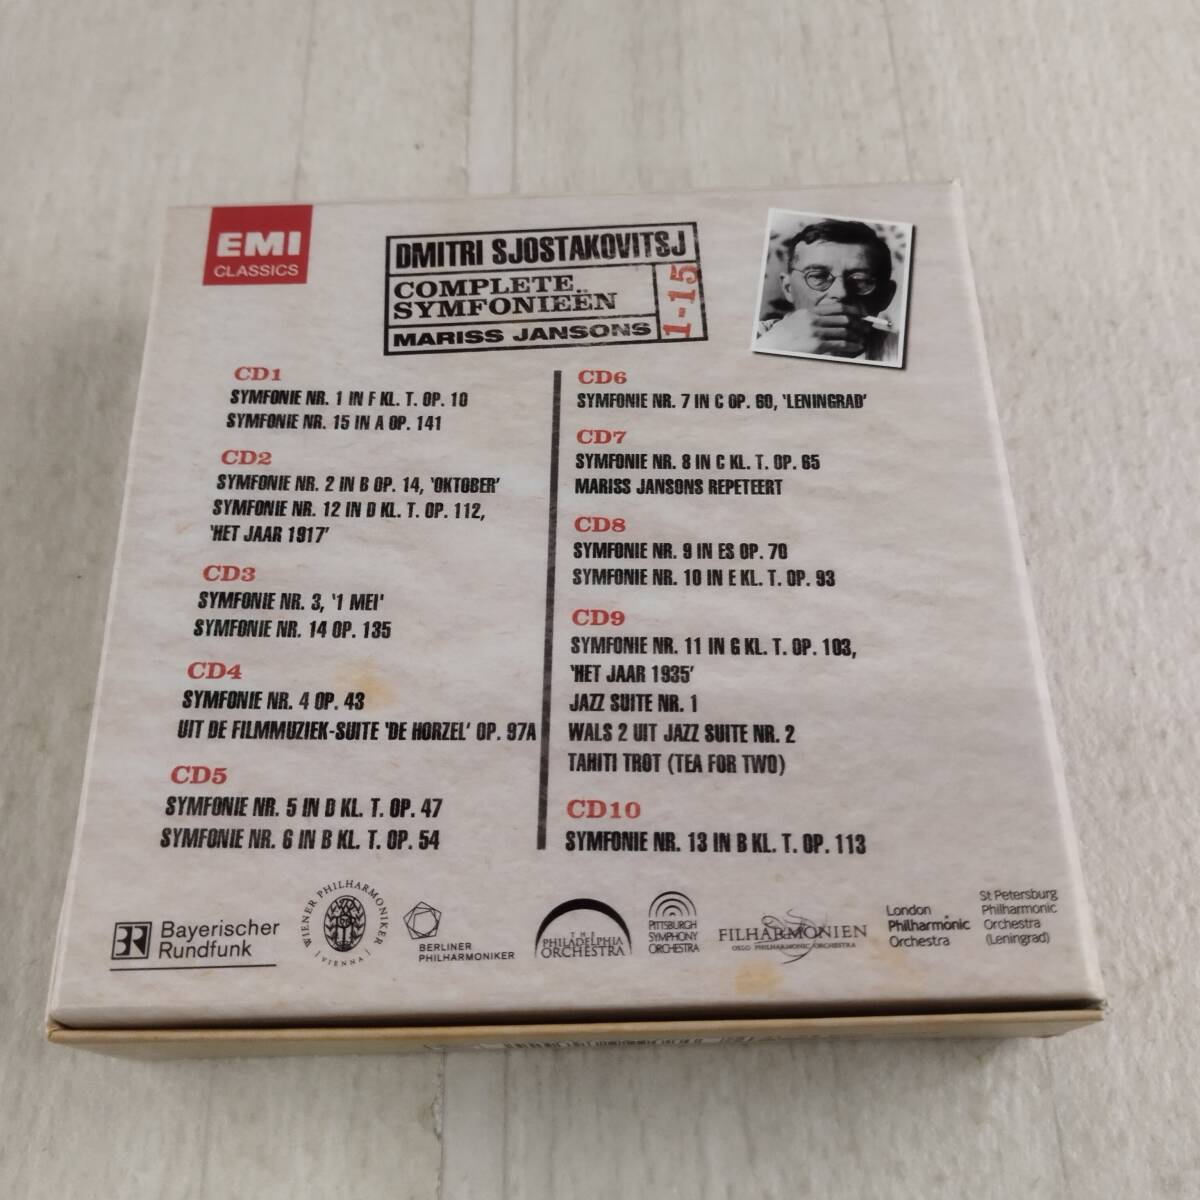 EMI
CLASSICS
DMITRI SJOSTAKOVITSJ
COMPLETE
SYMFONIEËN
1-15
MARISS JANSONS
CD1
SYMFONIE NR. 1 IN F KL. T. OP. 10
SYMFONIE NR. 15 IN A OP. 141
CD2
SYMFONIE NR. 2 IN B OP. 14, 'OKTOBER'
SYMFONIE NR. 12 IN D KL. T. OP. 112,
'HET JAAR 1917'
CD3
SYMFONIE NR. 3, '1 MEI'
SYMFONIE NR. 14 OP. 135
CD4
SYMFONIE NR. 4 OP. 43
UIT DE FILMMUZIEK-SUITE 'DE HORZEL' OP. 97A
CD5
SYMFONIE NR. 5 IN D KL. T. OP. 47
SYMFONIE NR. 6 IN B KL. T. OP. 54
CD6
SYMFONIE NR. 7 IN C OP. 60, 'LENINGRAD'
CD7
SYMFONIE NR. 8 IN C KL. T. OP. 65
MARISS JANSONS REPETEERT
CD8
SYMFONIE NR. 9 IN ES OP. 70
SYMFONIE NR. 10 IN E KL. T. OP. 93
CD9
SYMFONIE NR. 11 IN G KL. T. OP. 103,
'HET JAAR 1935'
JAZZ SUITE NR. 1
WALS 2 UIT JAZZ SUITE NR. 2
TAHITI TROT (TEA FOR TWO)
CD10
SYMFONIE NR. 13 IN B KL. T. OP. 113
BR Bayerischer
Rundfunk
WIENER PHILHARMONIKER
VIENNA
BERLINER
PHILHARMONIKER
THE
PHILADELPHIA
ORCHESTRA
PITTSBURGH
SYMPHONY
ORCHESTRA
FILHARMONIEN
OSLO PHILHARMONIC ORCHESTRA
London
Philharmonic
Orchestra
St Petersburg
Philharmonic
Orchestra
(Leningrad)